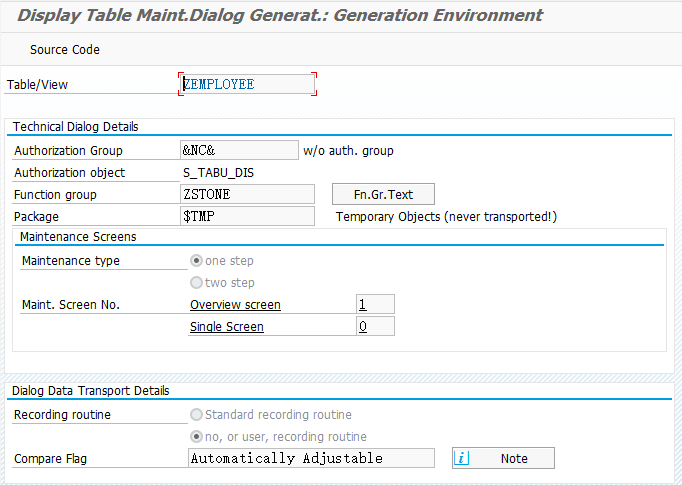 Display Table Maint.Dialog Generat.: Generation Environment
Source Code
Table/View ZEMPLOYEE
Technical Dialog Details
Authorization Group &NC& w/o auth. group
Authorization object S_TABU_DIS
Function group ZSTONE Fn.Gr.Text
Package $TMP Temporary Objects (never transported!)
Maintenance Screens
Maintenance type one step
two step
Maint. Screen No. Overview screen 1
Single Screen 0
Dialog Data Transport Details
Recording routine Standard recording routine
no, or user, recording routine
Compare Flag Automatically Adjustable i Note